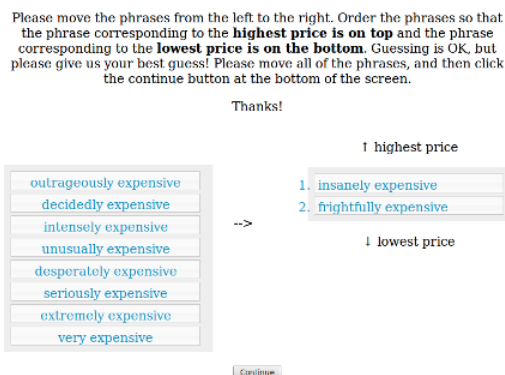 Please move the phrases from the left to the right. Order the phrases so that
the phrase corresponding to the highest price is on top and the phrase
corresponding to the lowest price is on the bottom. Guessing is OK, but
please give us your best guess! Please move all of the phrases, and then click
the continue button at the bottom of the screen.
Thanks!
↑ highest price
outrageously expensive
decidedly expensive
intensely expensive
unusually expensive
desperately expensive
seriously expensive
extremely expensive
very expensive
-->
1. insanely expensive
2. frightfully expensive
↓ lowest price
Continue